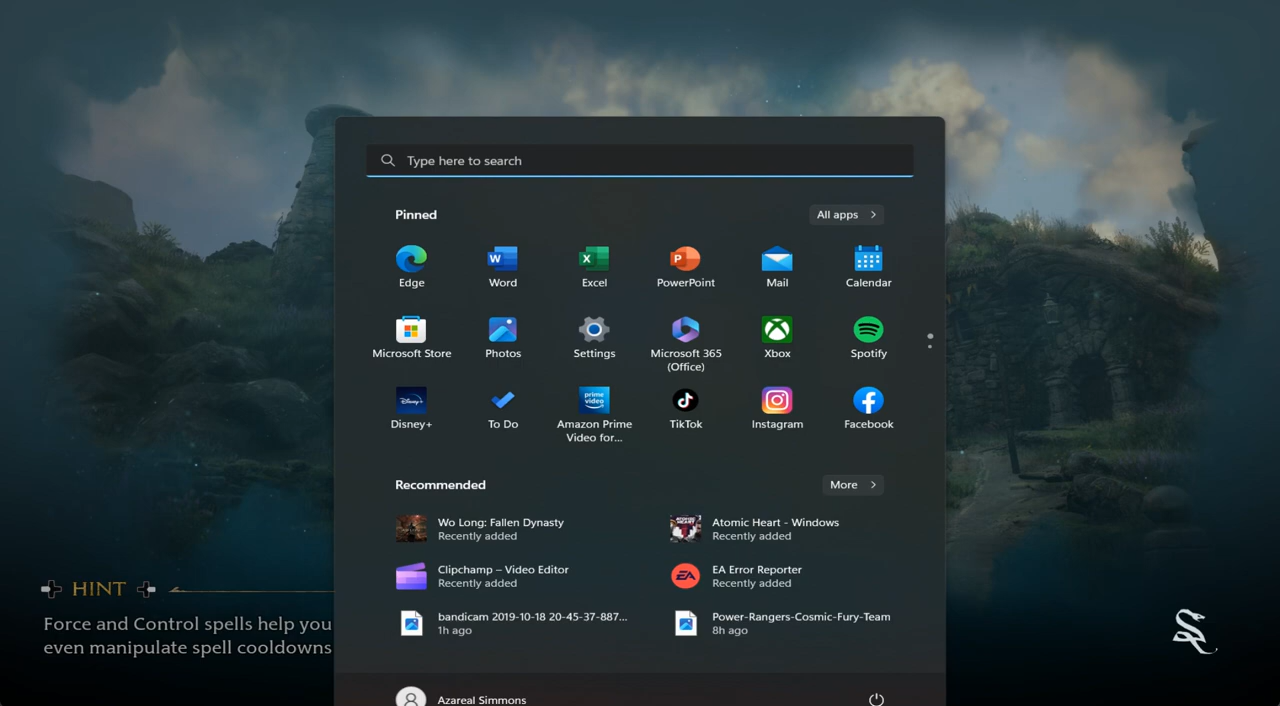 Type here to search
Pinned
All apps
Edge
Word
Excel
PowerPoint
Mail
Calendar
Microsoft Store
Photos
Settings
Microsoft 365
(Office)
Xbox
Spotify
Disney+
To Do
Amazon Prime
Video for...
TikTok
Instagram
Facebook
Recommended
More
Wo Long: Fallen Dynasty
Recently added
Atomic Heart - Windows
Recently added
Clipchamp – Video Editor
Recently added
EA Error Reporter
Recently added
bandicam 2019-10-18 20-45-37-887...
1h ago
Power-Rangers-Cosmic-Fury-Team
8h ago
HINT
Force and Control spells help you
even manipulate spell cooldowns
Azareal Simmons